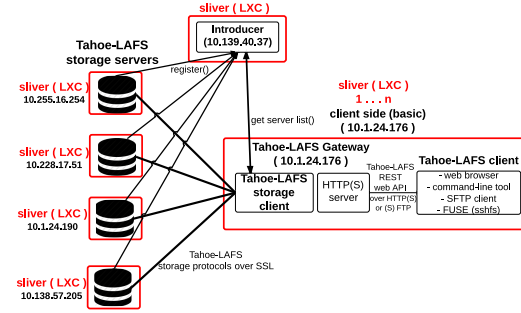 sliver ( LXC )
Introducer
(10.139.40.37)
Tahoe-LAFS
storage servers
register()
sliver ( LXC )
10.255.16.254
get server list()
sliver ( LXC )
1 . . . n
client side (basic)
( 10.1.24.176 )
sliver ( LXC )
10.228.17.51
Tahoe-LAFS Gateway
( 10.1.24.176 )
Tahoe-LAFS
storage
client
HTTP(S)
server
Tahoe-LAFS
REST
web API
over HTTP(S)
or (S) FTP
Tahoe-LAFS client
- web browser
- command-line tool
- SFTP client
- FUSE (sshfs)
sliver ( LXC )
10.1.24.190
Tahoe-LAFS
storage protocols over SSL
sliver ( LXC )
10.138.57.205